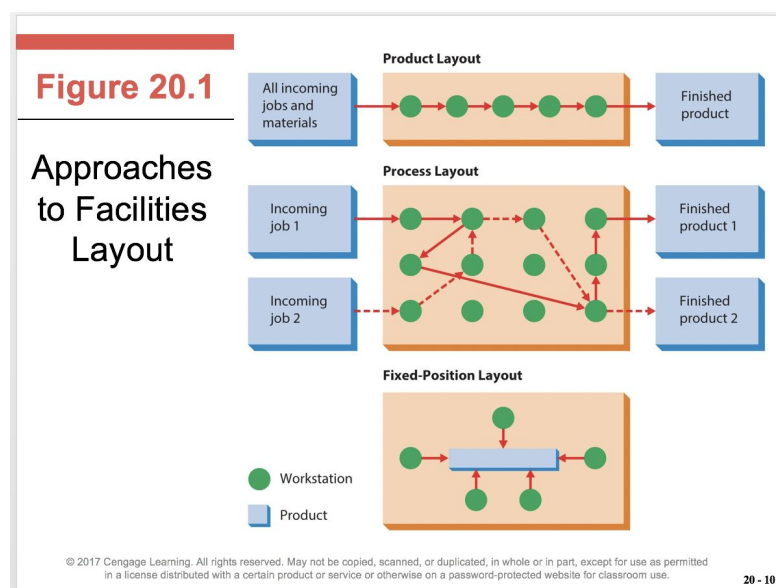 Figure 20.1
Approaches
to Facilities
Layout
Product Layout
All incoming
jobs and
materials
Finished
product
Process Layout
Incoming
job 1
Finished
product 1
Incoming
job 2
Finished
product 2
Fixed-Position Layout
Workstation
Product
© 2017 Cengage Learning. All rights reserved. May not be copied, scanned, or duplicated, in whole or in part, except for use as permitted
in a license distributed with a certain product or service or otherwise on a password-protected website for classroom use.
20 - 10